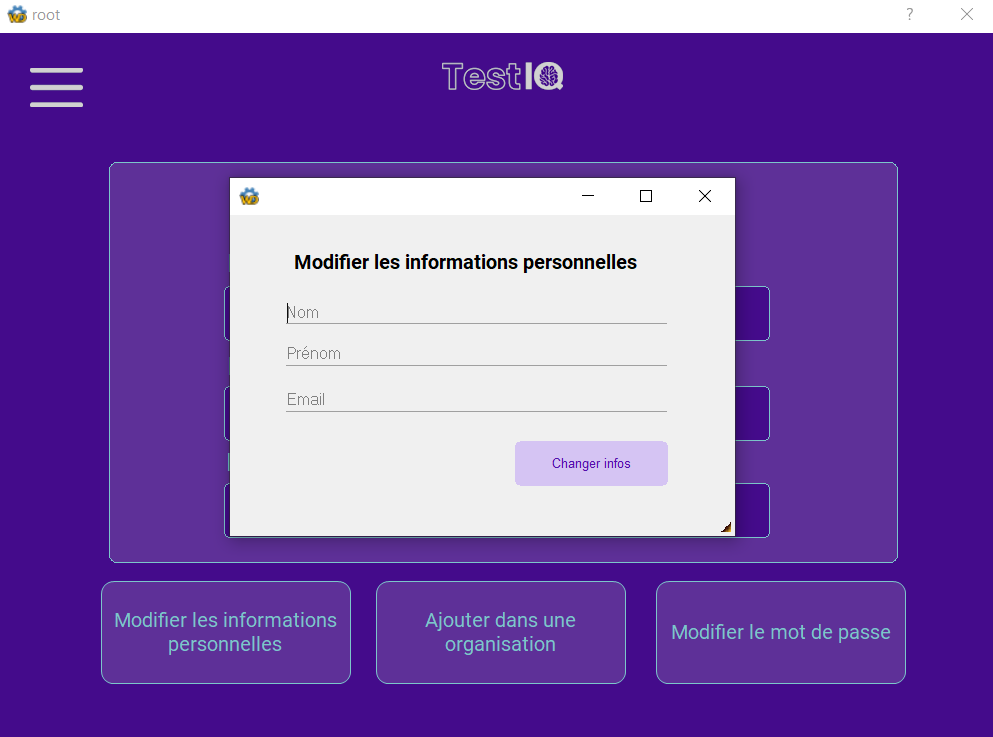 root
?
TestIQ
Modifier les informations personnelles
Nom
Prénom
Email
Changer infos
Modifier les informations
personnelles
Ajouter dans une
organisation
Modifier le mot de passe